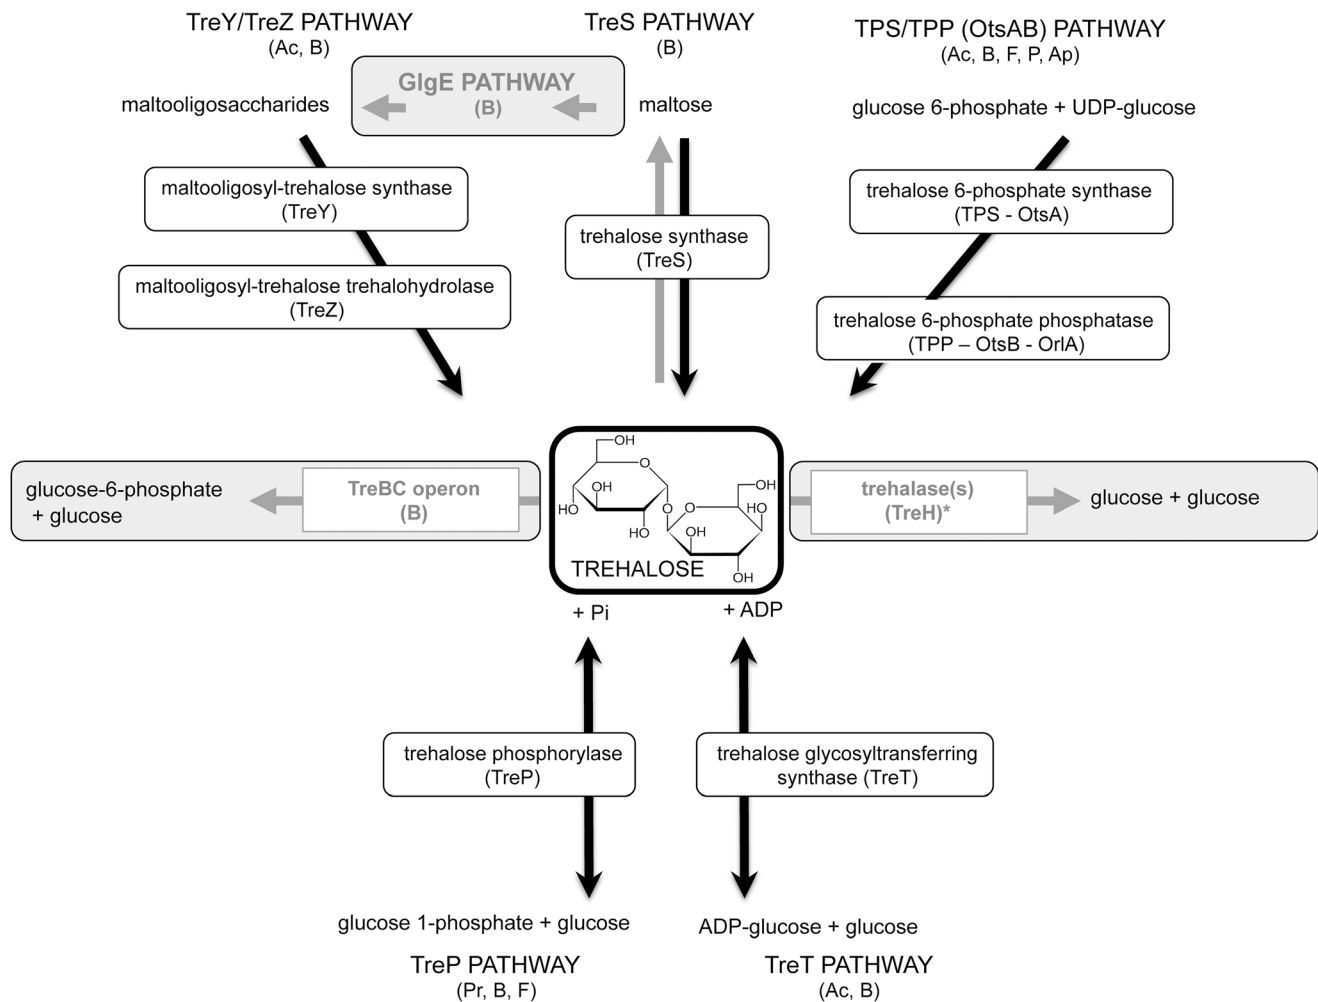 TreY/TreZ PATHWAY
(Ac, B)
TreS PATHWAY
(B)
TPS/TPP (OtsAB) PATHWAY
(Ac, B, F, P, Ap)
GlgE PATHWAY
(B)
maltooligosaccharides
maltose
glucose 6-phosphate + UDP-glucose
maltooligosyl-trehalose synthase
(TreY)
trehalose synthase
(TreS)
trehalose 6-phosphate synthase
(TPS - OtsA)
maltooligosyl-trehalose trehalohydrolase
(TreZ)
trehalose 6-phosphate phosphatase
(TPP – OtsB - OrlA)
glucose-6-phosphate
+ glucose
TreBC operon
(B)
OH
O
OH
HO
HO
O
O
OH
HO
OH
HO
OH
TREHALOSE
trehalase(s)
(TreH)*
glucose + glucose
+ Pi
+ ADP
trehalose phosphorylase
(TreP)
trehalose glycosyltransferring
synthase (TreT)
glucose 1-phosphate + glucose
ADP-glucose + glucose
TreP PATHWAY
(Pr, B, F)
TreT PATHWAY
(Ac, B)